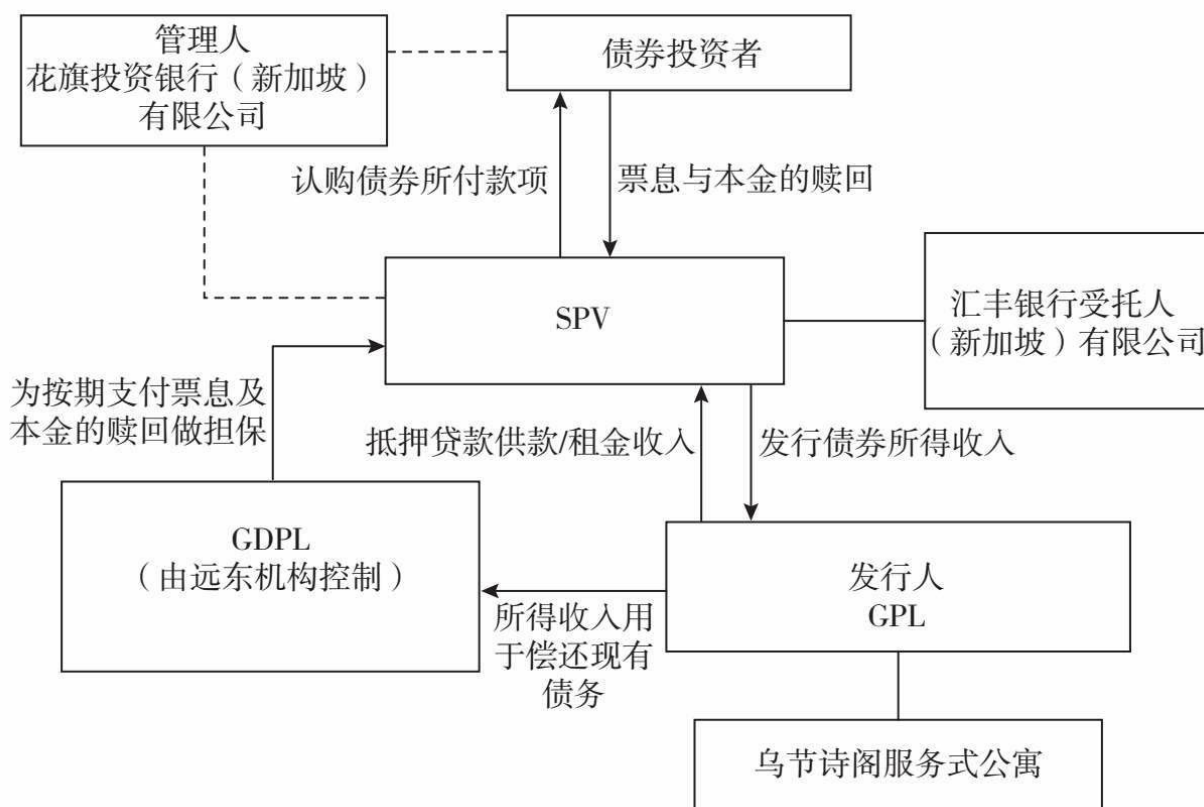 管理人
花旗投资银行（新加坡）
有限公司
债券投资者
认购债券所付款项
票息与本金的赎回
SPV
汇丰银行受托人
（新加坡）有限公司
为按期支付票息及
本金的赎回做担保
抵押贷款供款/租金收入
发行债券所得收入
GDPL
（由远东机构控制）
所得收入用
于偿还现有
债务
发行人
GPL
乌节诗阁服务式公寓